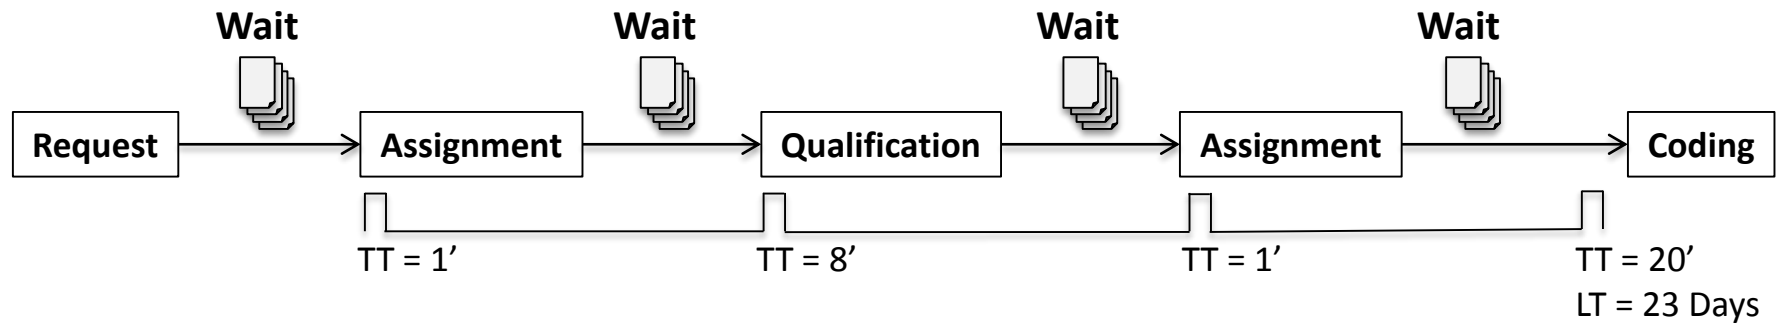 Wait
Wait
Wait
Wait
Request
Assignment
Qualification
Assignment
Coding
TT = 1’
TT = 8’
TT = 1’
TT = 20’
LT = 23 Days